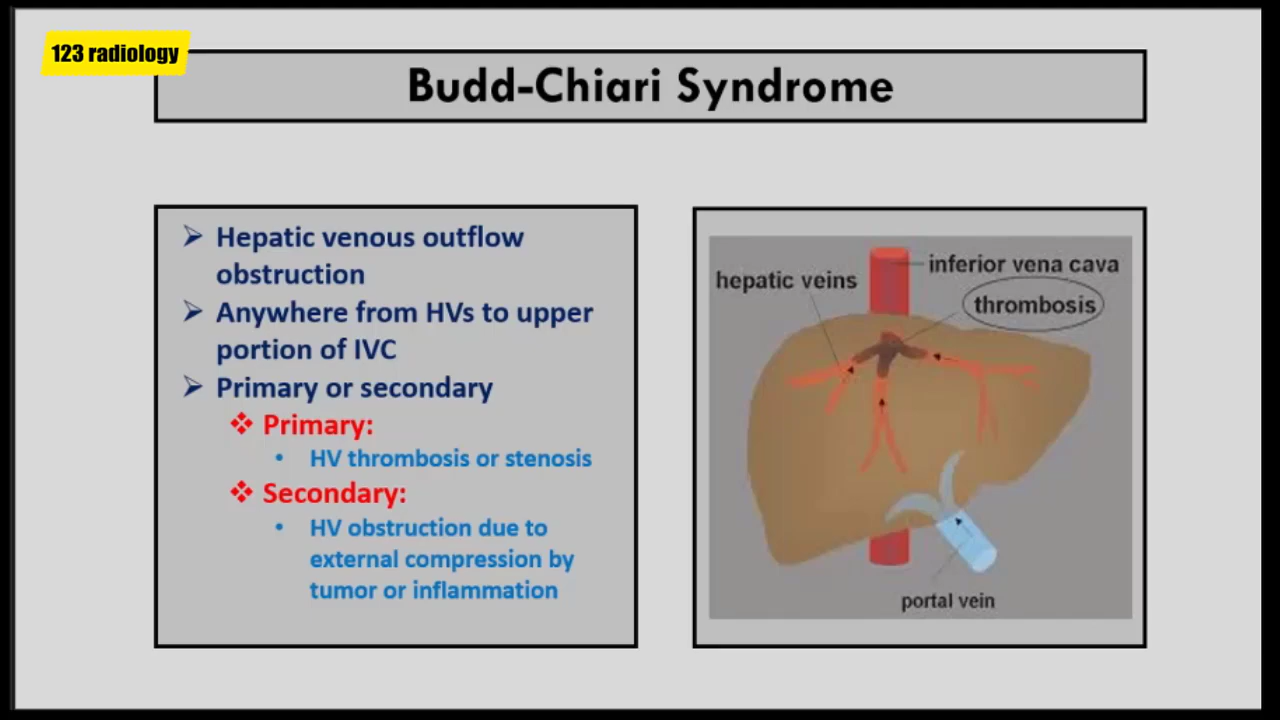 123 radiology
Budd-Chiari Syndrome
➢ Hepatic venous outflow
obstruction
➢ Anywhere from HVs to upper
portion of IVC
➢ Primary or secondary
❖ Primary:
• HV thrombosis or stenosis
❖ Secondary:
• HV obstruction due to
external compression by
tumor or inflammation
inferior vena cava
hepatic veins
thrombosis
portal vein